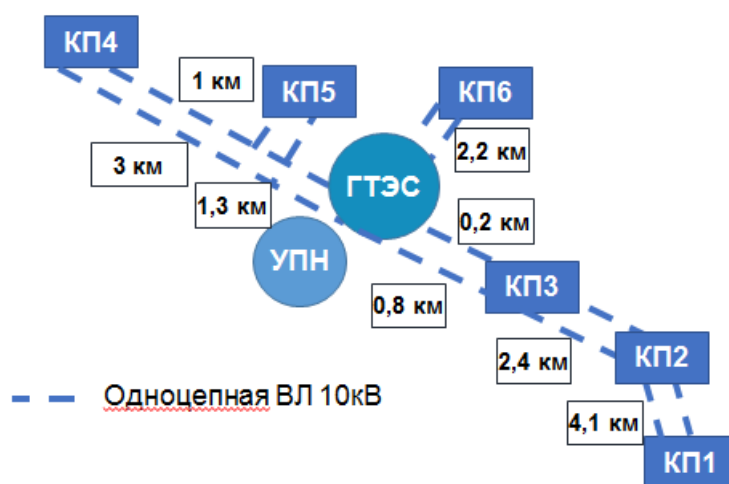 КП4
1 км
КП5
КП6
2,2 км
3 км
ГТЭС
1,3 км
0,2 км
УПН
КП3
0,8 км
КП2
2,4 км
Одноцепная ВЛ 10кВ
4,1 км
КП1